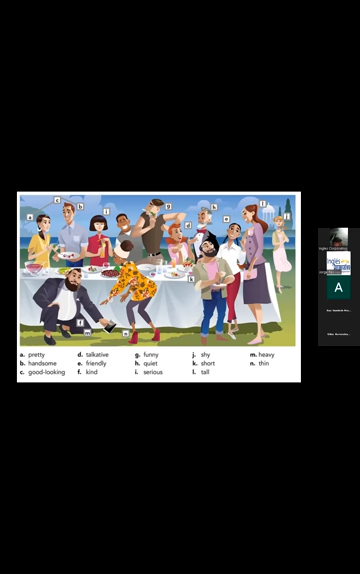 a
c
b
i
g
d
h
e
l
j
k
f
m
n
a. pretty
b. handsome
c. good-looking
d. talkative
e. friendly
f. kind
g. funny
h. quiet
i. serious
j. shy
k. short
l. tall
m. heavy
n. thin
A